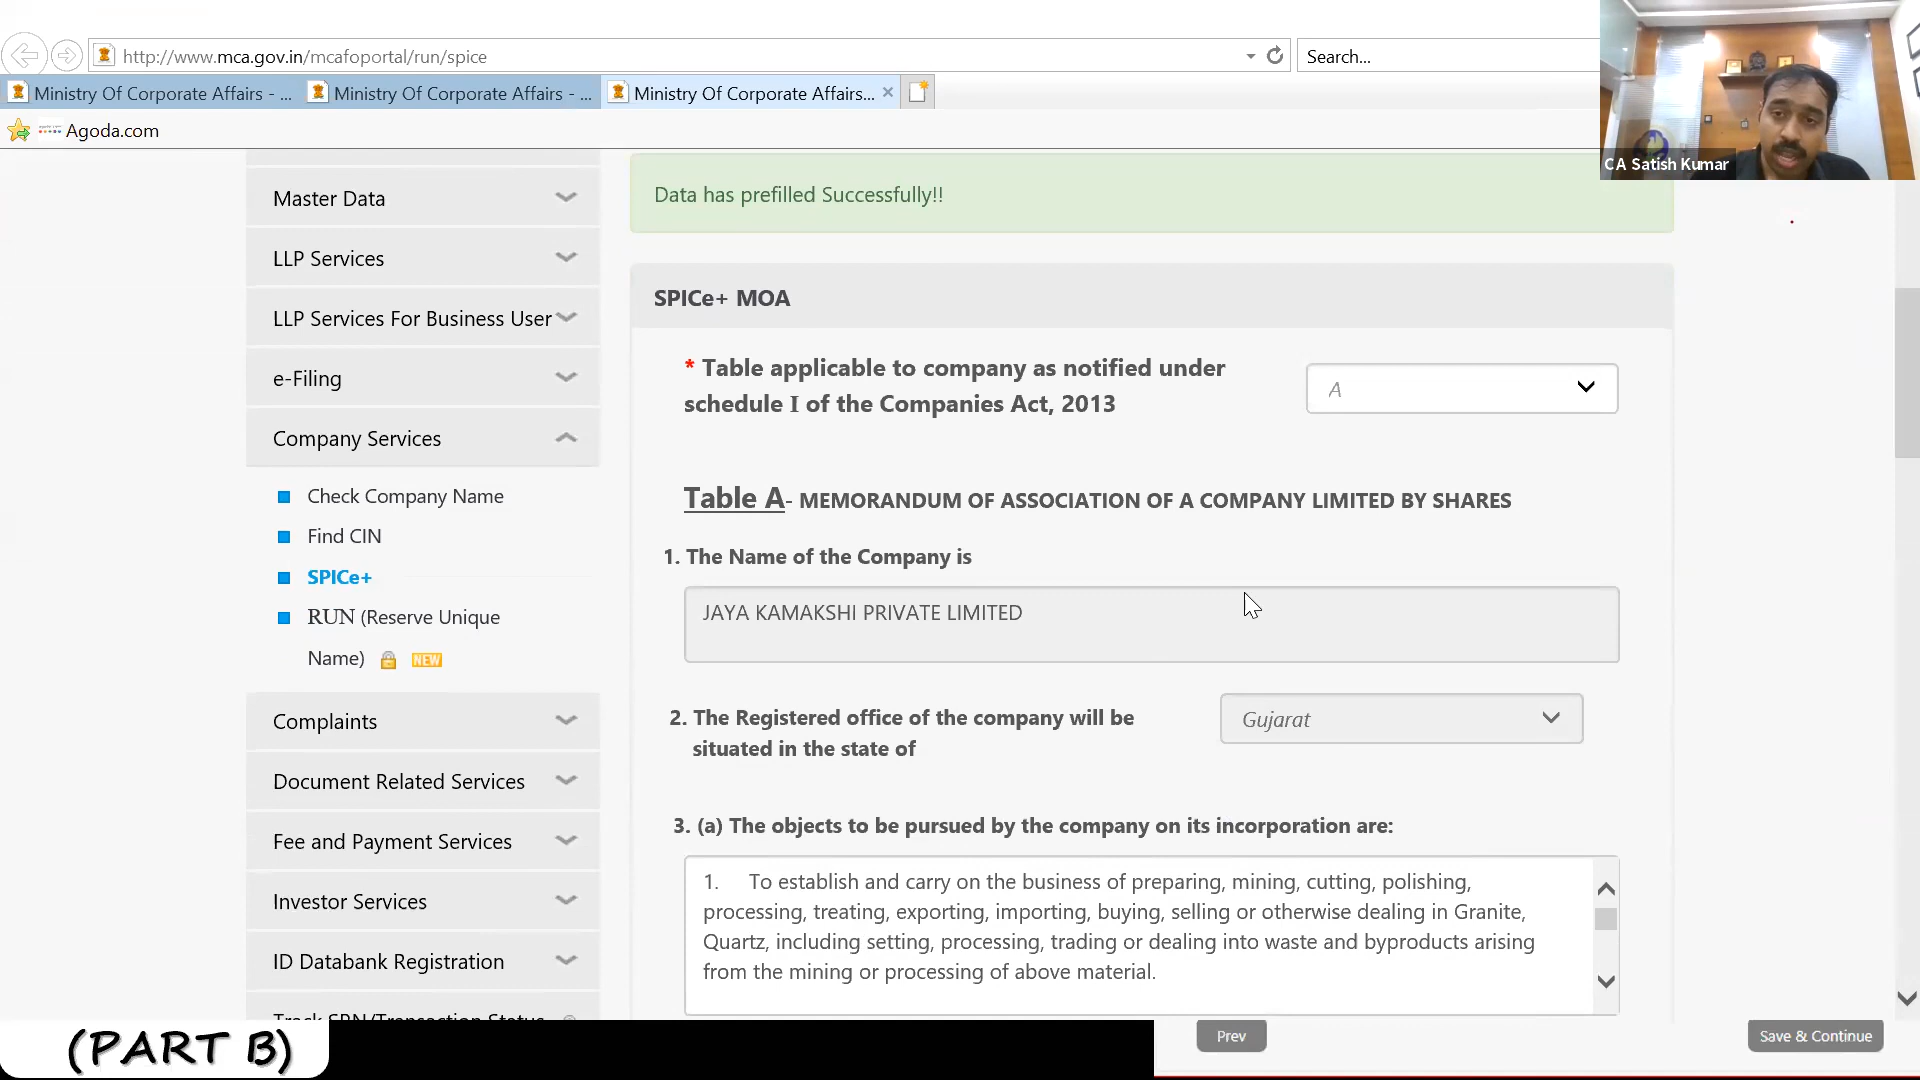 http://www.mca.gov.in/mcafoportal/run/spice
Search...
Ministry Of Corporate Affairs - ...
Ministry Of Corporate Affairs - ...
Ministry Of Corporate Affairs...
Agoda.com
CA Satish Kumar
Master Data
LLP Services
LLP Services For Business User
e-Filing
Company Services
Check Company Name
Find CIN
SPICe+
RUN (Reserve Unique
Name) NEW
Complaints
Document Related Services
Fee and Payment Services
Investor Services
ID Databank Registration
Track SRN/Transaction Status
Data has prefilled Successfully!!
SPICe+ MOA
* Table applicable to company as notified under
schedule I of the Companies Act, 2013
A
Table A- MEMORANDUM OF ASSOCIATION OF A COMPANY LIMITED BY SHARES
1. The Name of the Company is
JAYA KAMAKSHI PRIVATE LIMITED
2. The Registered office of the company will be
situated in the state of
Gujarat
3. (a) The objects to be pursued by the company on its incorporation are:
1. To establish and carry on the business of preparing, mining, cutting, polishing,
processing, treating, exporting, importing, buying, selling or otherwise dealing in Granite,
Quartz, including setting, processing, trading or dealing into waste and byproducts arising
from the mining or processing of above material.
(PART B)
Prev
Save & Continue